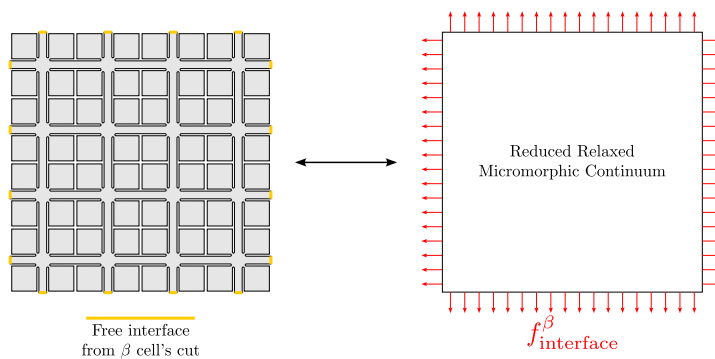 Reduced Relaxed
Micromorphic Continuum
Free interface
from β cell's cut
f^β_interface